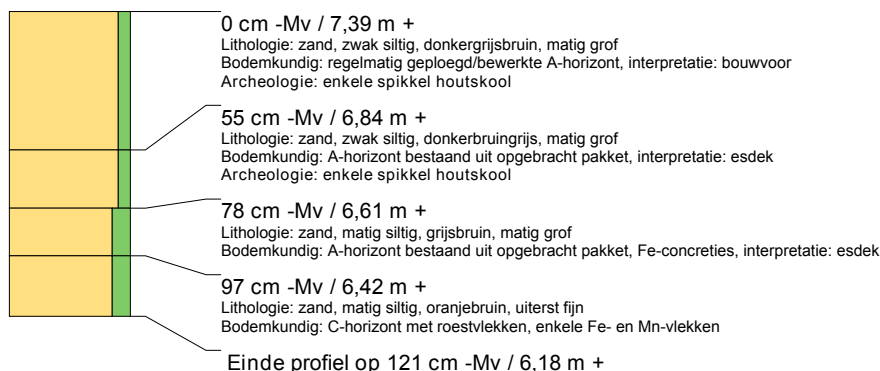 0 cm -Mv / 7,39 m +
Lithologie: zand, zwak siltig, donkergrijsbruin, matig grof
Bodemkundig: regelmatig geploegd/bewerkte A-horizont, interpretatie: bouwvoor
Archeologie: enkele spikkel houtskool
55 cm -Mv / 6,84 m +
Lithologie: zand, zwak siltig, donkerbruingrijs, matig grof
Bodemkundig: A-horizont bestaand uit opgebracht pakket, interpretatie: esdek
Archeologie: enkele spikkel houtskool
78 cm -Mv / 6,61 m +
Lithologie: zand, matig siltig, grijsbruin, matig grof
Bodemkundig: A-horizont bestaand uit opgebracht pakket, Fe-concreties, interpretatie: esdek
97 cm -Mv / 6,42 m +
Lithologie: zand, matig siltig, oranjebruin, uiterst fijn
Bodemkundig: C-horizont met roestvlekken, enkele Fe- en Mn-vlekken
Einde profiel op 121 cm -Mv / 6,18 m +